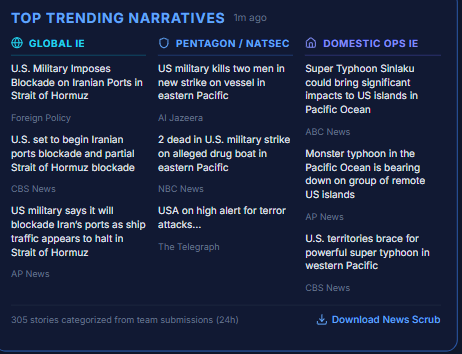 TOP TRENDING NARRATIVES 1m ago
GLOBAL IE
U.S. Military Imposes
Blockade on Iranian Ports in
Strait of Hormuz
Foreign Policy
U.S. set to begin Iranian
ports blockade and partial
Strait of Hormuz blockade
CBS News
US military says it will
blockade Iran's ports as ship
traffic appears to halt in
Strait of Hormuz
AP News
PENTAGON / NATSEC
US military kills two men in
new strike on vessel in
eastern Pacific
Al Jazeera
2 dead in U.S. military strike
on alleged drug boat in
eastern Pacific
NBC News
USA on high alert for terror
attacks...
The Telegraph
DOMESTIC OPS IE
Super Typhoon Sinlaku
could bring significant
impacts to US islands in
Pacific Ocean
ABC News
Monster typhoon in the
Pacific Ocean is bearing
down on group of remote
US islands
AP News
U.S. territories brace for
powerful super typhoon in
western Pacific
CBS News
305 stories categorized from team submissions (24h)
Download News Scrub